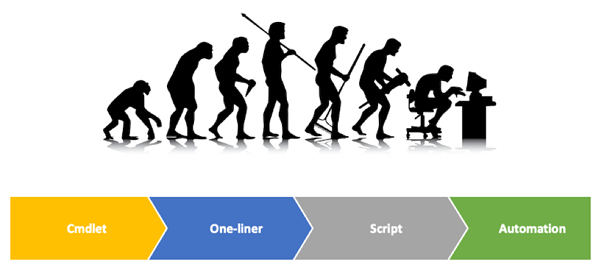 Cmdlet
One-liner
Script
Automation